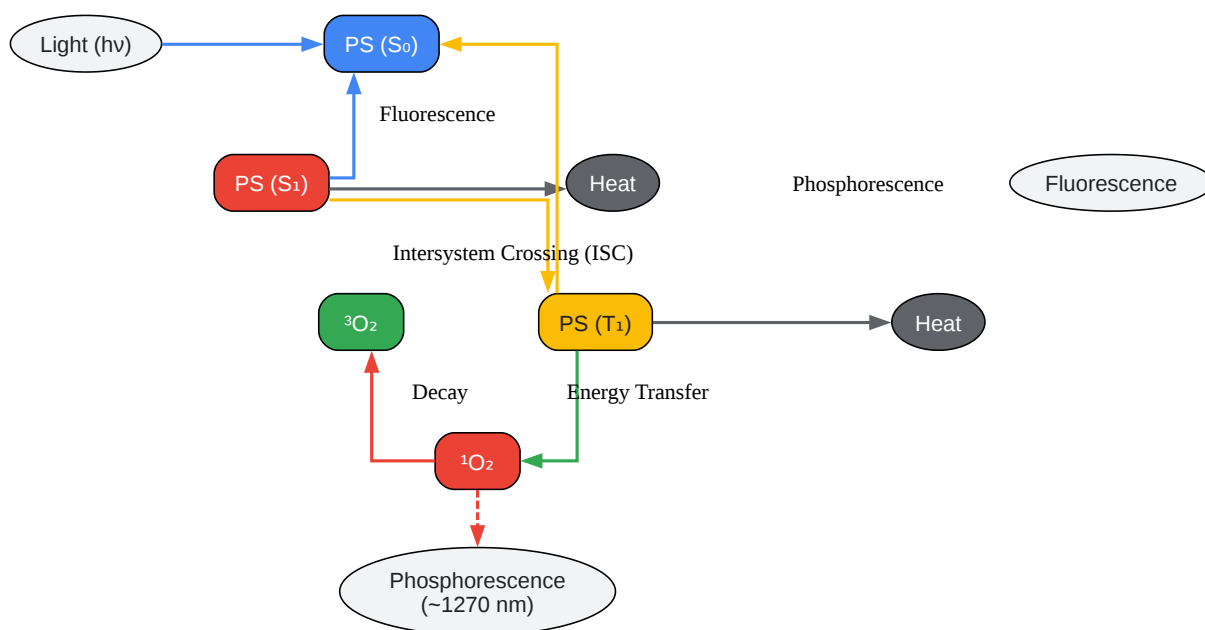 Light (hν)
PS (S₀)
Fluorescence
PS (S₁)
Heat
Phosphorescence
Fluorescence
Intersystem Crossing (ISC)
³O₂
PS (T₁)
Heat
Decay
Energy Transfer
¹O₂
Phosphorescence
(~1270 nm)